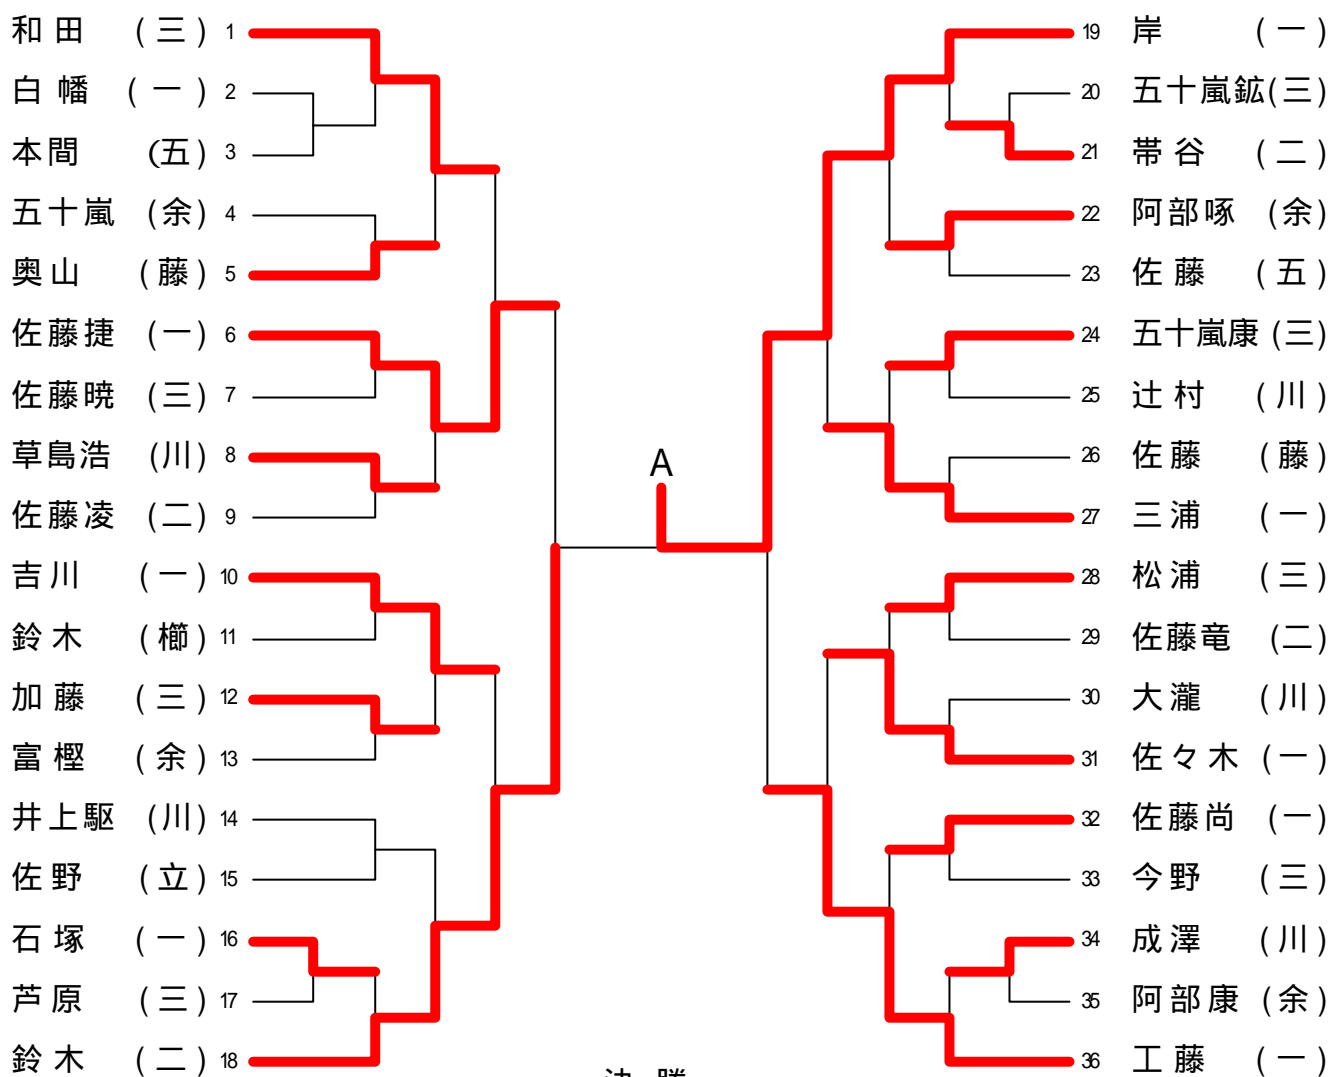 和田 (三) 1
白幡 (一) 2
本間 (五) 3
五十嵐 (余) 4
奥山 (藤) 5
佐藤捷 (一) 6
佐藤暁 (三) 7
草島浩 (川) 8
佐藤凌 (二) 9
吉川 (一) 10
鈴木 (櫛) 11
加藤 (三) 12
富樫 (余) 13
井上駆 (川) 14
佐野 (立) 15
石塚 (一) 16
芦原 (三) 17
鈴木 (二) 18
A
19 岸 (一)
20 五十嵐鉱(三)
21 帯谷 (二)
22 阿部啄 (余)
23 佐藤 (五)
24 五十嵐康 (三)
25 辻村 (川)
26 佐藤 (藤)
27 三浦 (一)
28 松浦 (三)
29 佐藤竜 (二)
30 大瀧 (川)
31 佐々木 (一)
32 佐藤尚 (一)
33 今野 (三)
34 成澤 (川)
35 阿部康 (余)
36 工藤 (一)
決勝